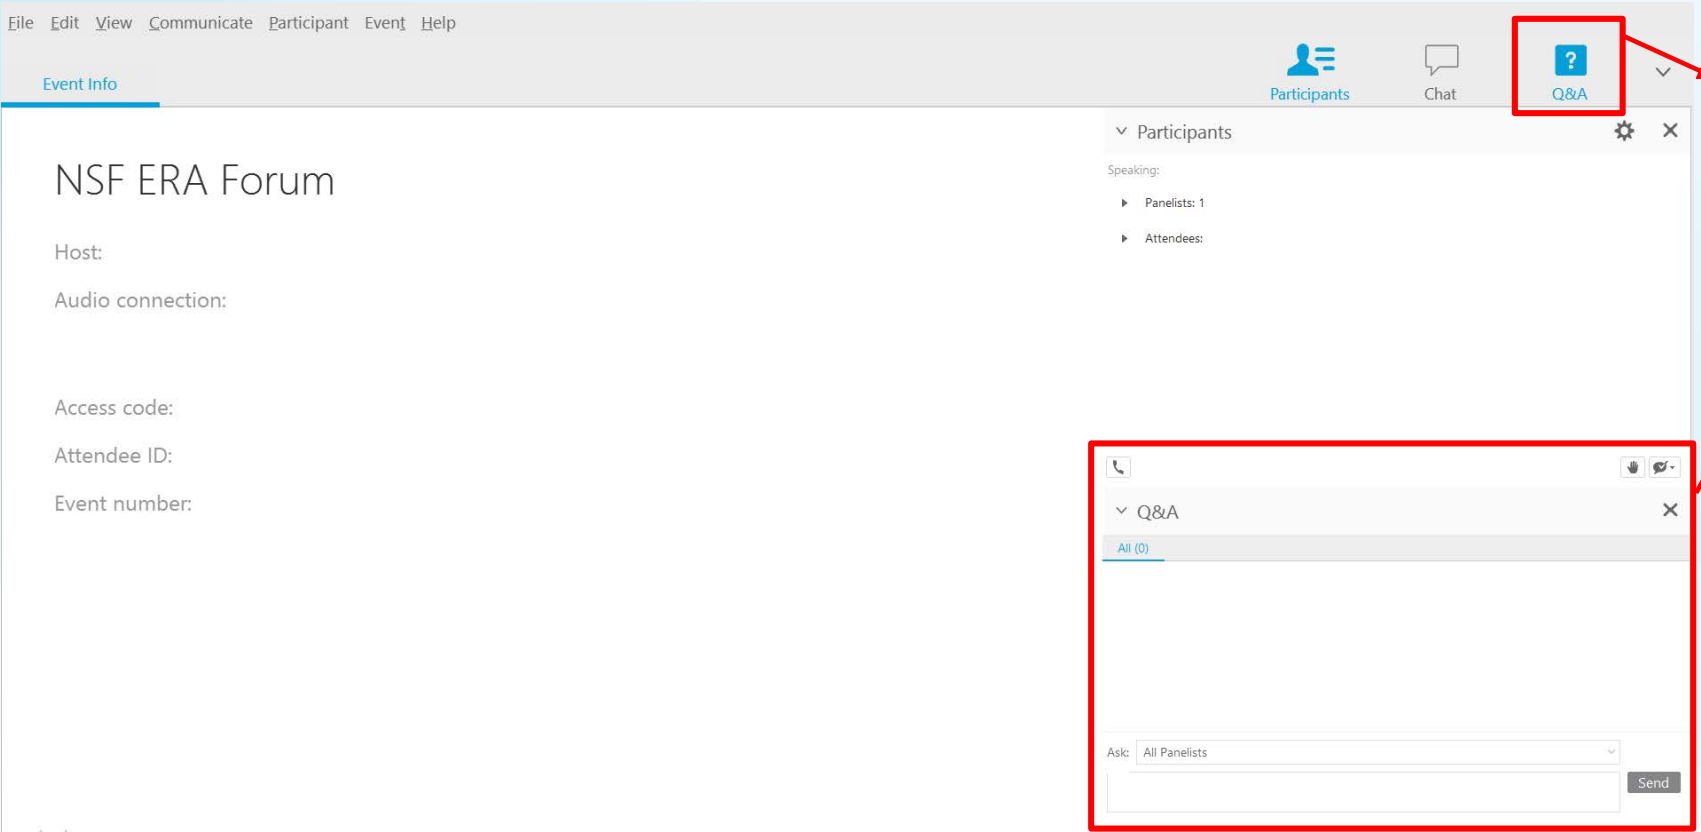 File Edit View Communicate Participant Event Help
Event Info
Participants
Chat
?
Q&A
NSF ERA Forum
Host:
Audio connection:
Access code:
Attendee ID:
Event number:
Participants
Speaking:
Panelists: 1
Attendees:
Q&A
All (0)
Ask: All Panelists
Send